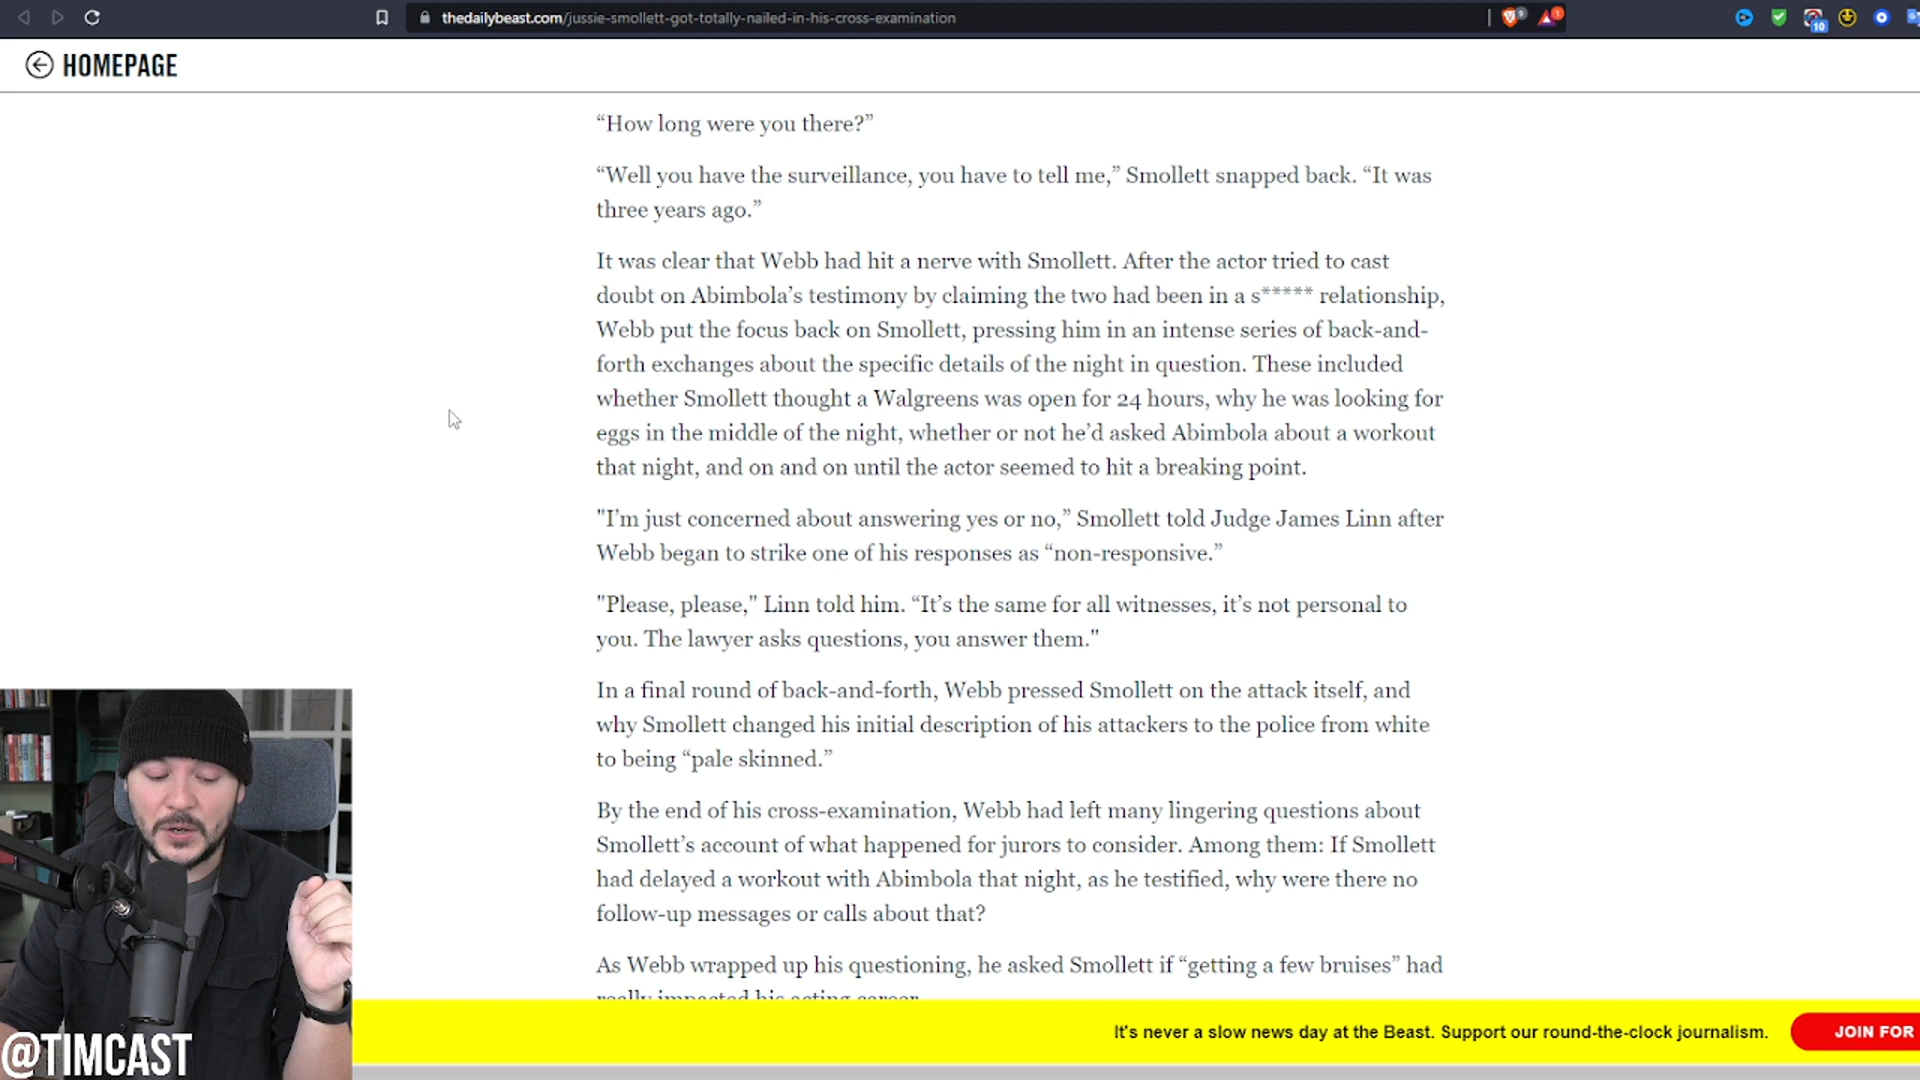 thedailybeast.com/jussie-smollett-got-totally-nailed-in-his-cross-examination
HOMEPAGE
“How long were you there?”
“Well you have the surveillance, you have to tell me,” Smollett snapped back. “It was
three years ago.”
It was clear that Webb had hit a nerve with Smollett. After the actor tried to cast
doubt on Abimbola’s testimony by claiming the two had been in a s***** relationship,
Webb put the focus back on Smollett, pressing him in an intense series of back-and-
forth exchanges about the specific details of the night in question. These included
whether Smollett thought a Walgreens was open for 24 hours, why he was looking for
eggs in the middle of the night, whether or not he’d asked Abimbola about a workout
that night, and on and on until the actor seemed to hit a breaking point.
"I’m just concerned about answering yes or no,” Smollett told Judge James Linn after
Webb began to strike one of his responses as “non-responsive.”
"Please, please," Linn told him. “It’s the same for all witnesses, it’s not personal to
you. The lawyer asks questions, you answer them."
In a final round of back-and-forth, Webb pressed Smollett on the attack itself, and
why Smollett changed his initial description of his attackers to the police from white
to being “pale skinned.”
By the end of his cross-examination, Webb had left many lingering questions about
Smollett’s account of what happened for jurors to consider. Among them: If Smollett
had delayed a workout with Abimbola that night, as he testified, why were there no
follow-up messages or calls about that?
As Webb wrapped up his questioning, he asked Smollett if “getting a few bruises” had
really impacted his acting career.
It's never a slow news day at the Beast. Support our round-the-clock journalism.
JOIN FOR
@TIMCAST
10